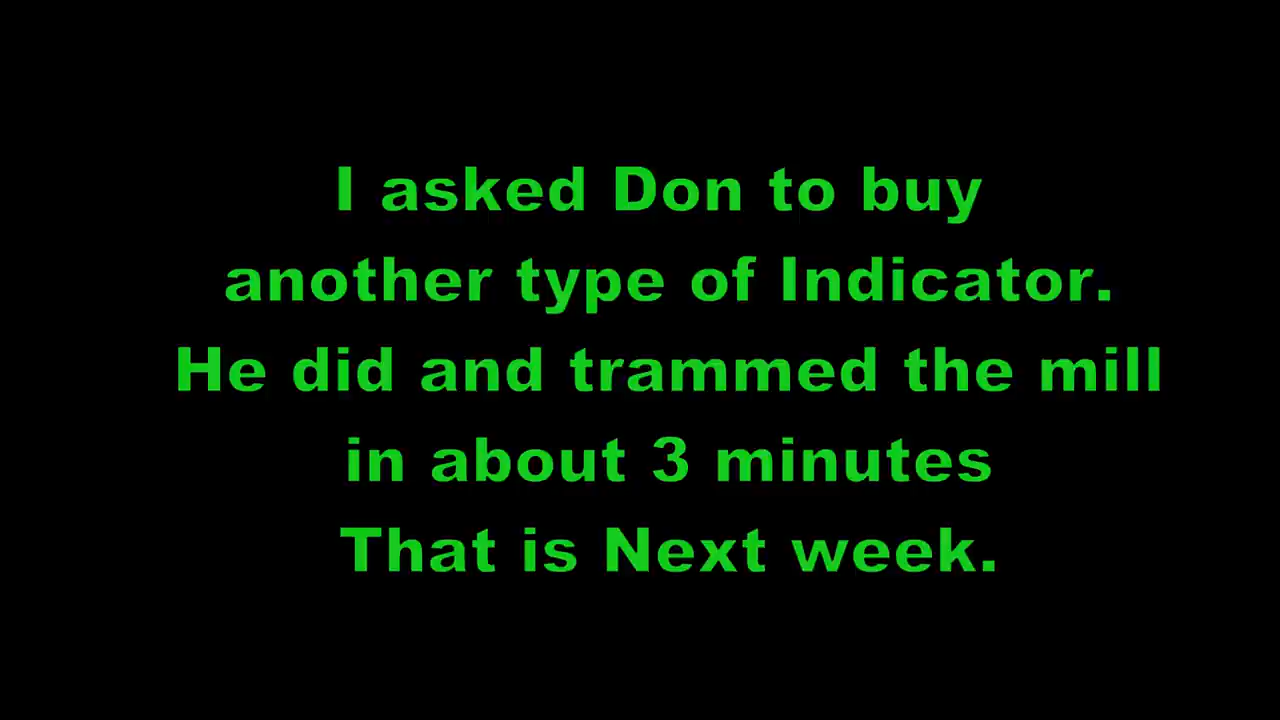 I asked Don to buy
another type of Indicator.
He did and trammed the mill
in about 3 minutes
That is Next week.